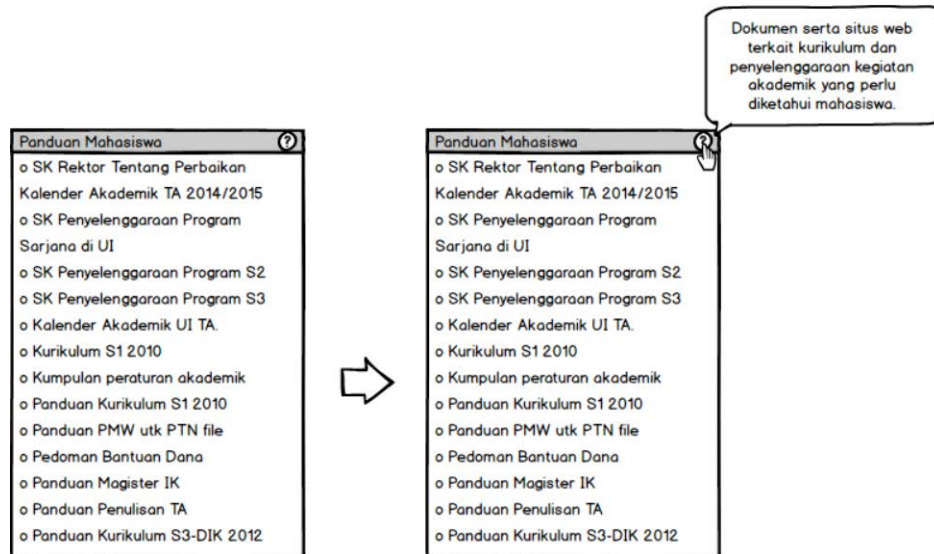 Dokumen serta situs web
terkait kurikulum dan
penyelenggaraan kegiatan
akademik yang perlu
diketahui mahasiswa.
Panduan Mahasiswa ?
o SK Rektor Tentang Perbaikan
Kalender Akademik TA 2014/2015
o SK Penyelenggaraan Program
Sarjana di UI
o SK Penyelenggaraan Program S2
o SK Penyelenggaraan Program S3
o Kalender Akademik UI TA.
o Kurikulum S1 2010
o Kumpulan peraturan akademik
o Panduan Kurikulum S1 2010
o Panduan PMW utk PTN file
o Pedoman Bantuan Dana
o Panduan Magister IK
o Panduan Penulisan TA
o Panduan Kurikulum S3-DIK 2012
Panduan Mahasiswa ?
o SK Rektor Tentang Perbaikan
Kalender Akademik TA 2014/2015
o SK Penyelenggaraan Program
Sarjana di UI
o SK Penyelenggaraan Program S2
o SK Penyelenggaraan Program S3
o Kalender Akademik UI TA.
o Kurikulum S1 2010
o Kumpulan peraturan akademik
o Panduan Kurikulum S1 2010
o Panduan PMW utk PTN file
o Pedoman Bantuan Dana
o Panduan Magister IK
o Panduan Penulisan TA
o Panduan Kurikulum S3-DIK 2012